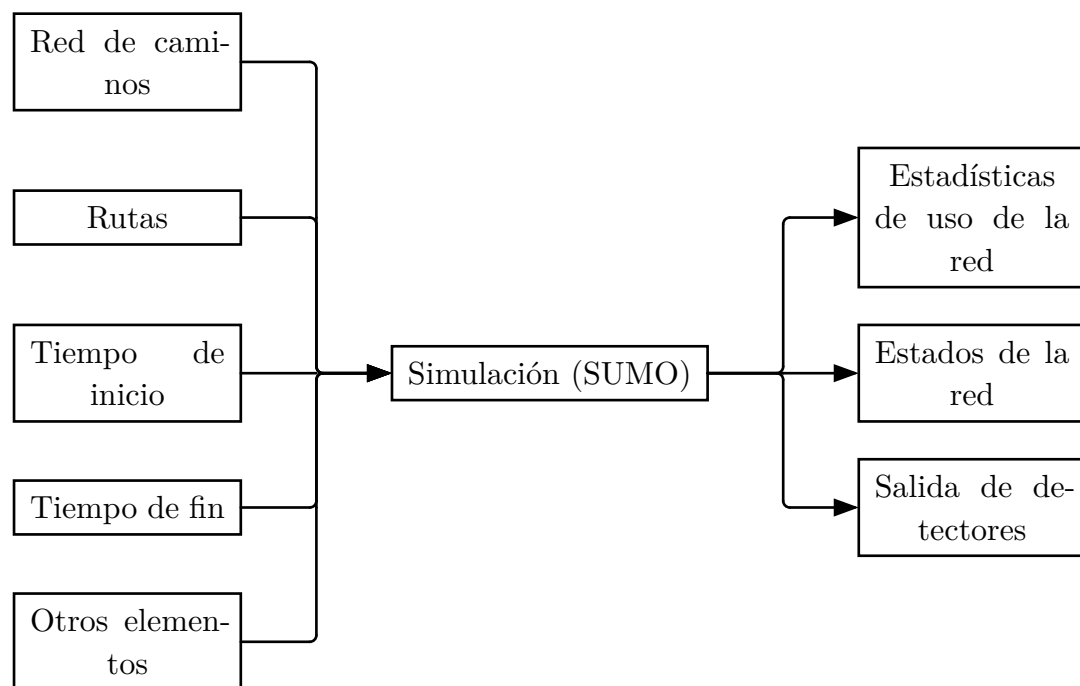 Red de cami-
nos
Rutas
Tiempo de
inicio
Tiempo de fin
Otros elemen-
tos
Simulación (SUMO)
Estadísticas
de uso de la
red
Estados de la
red
Salida de de-
tectores